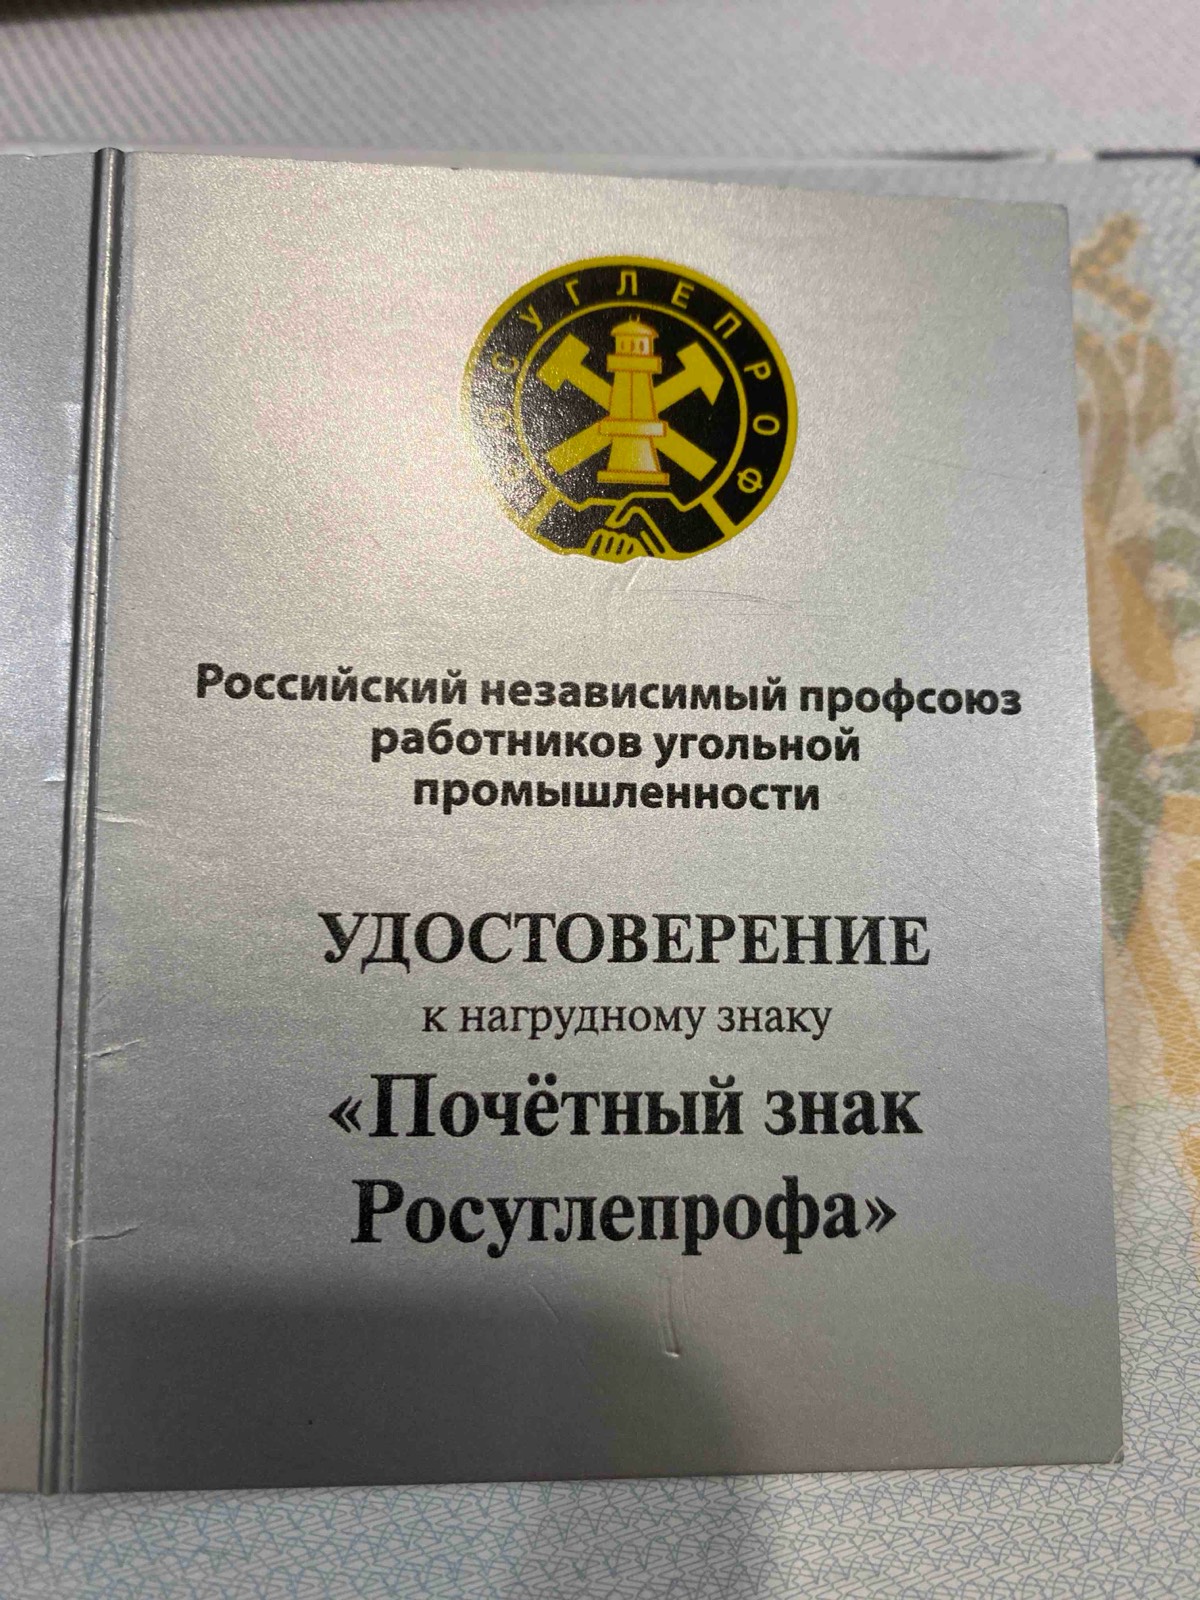 РОСУГЛЕПРОФ
Российский независимый профсоюз
работников угольной
промышленности
УДОСТОВЕРЕНИЕ
к нагрудному знаку
«Почётный знак
Росуглепрофа»